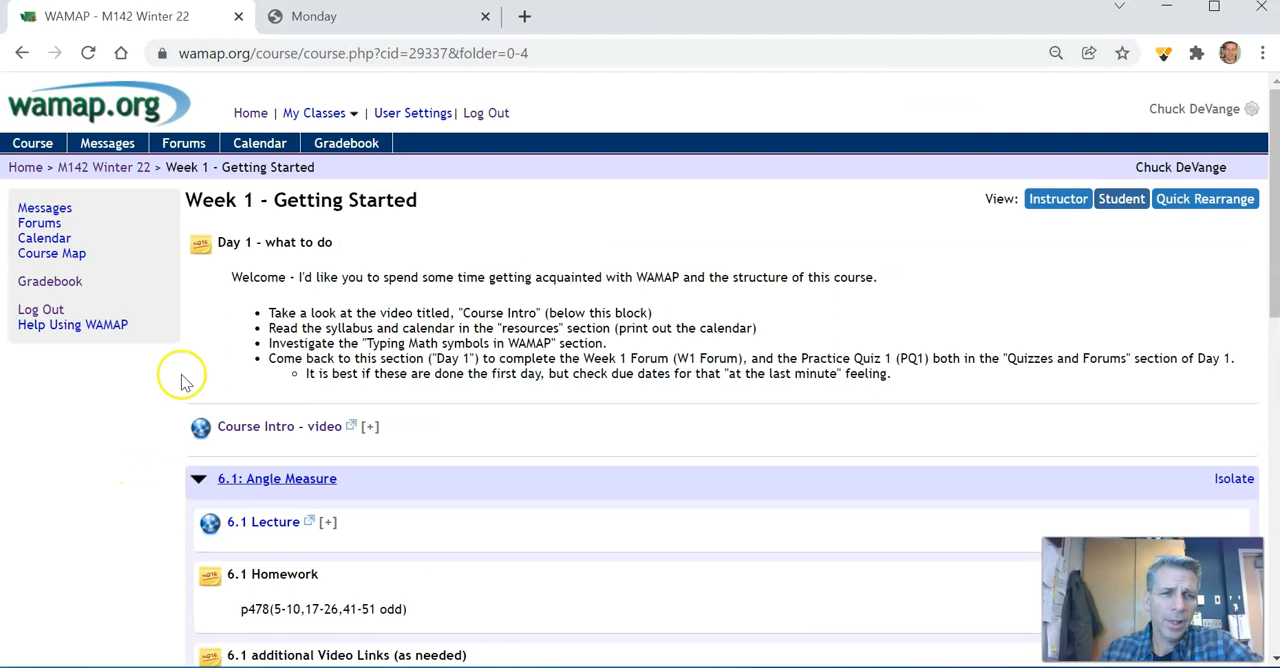 WAMAP - M142 Winter 22
Monday
wamap.org/course/course.php?cid=29337&folder=0-4
wamap.org
Home | My Classes | User Settings | Log Out
Chuck DeVange
Course Messages Forums Calendar Gradebook
Home > M142 Winter 22 > Week 1 - Getting Started
Chuck DeVange
Messages
Forums
Calendar
Course Map
Gradebook
Log Out
Help Using WAMAP
Week 1 - Getting Started
View: Instructor Student Quick Rearrange
NOTE
Day 1 - what to do
Welcome - I'd like you to spend some time getting acquainted with WAMAP and the structure of this course.
• Take a look at the video titled, "Course Intro" (below this block)
• Read the syllabus and calendar in the "resources" section (print out the calendar)
• Investigate the "Typing Math symbols in WAMAP" section.
• Come back to this section ("Day 1") to complete the Week 1 Forum (W1 Forum), and the Practice Quiz 1 (PQ1) both in the "Quizzes and Forums" section of Day 1.
◦ It is best if these are done the first day, but check due dates for that "at the last minute" feeling.
Course Intro - video [+]
6.1: Angle Measure
Isolate
6.1 Lecture [+]
NOTE
6.1 Homework
p478(5-10,17-26,41-51 odd)
NOTE
6.1 additional Video Links (as needed)